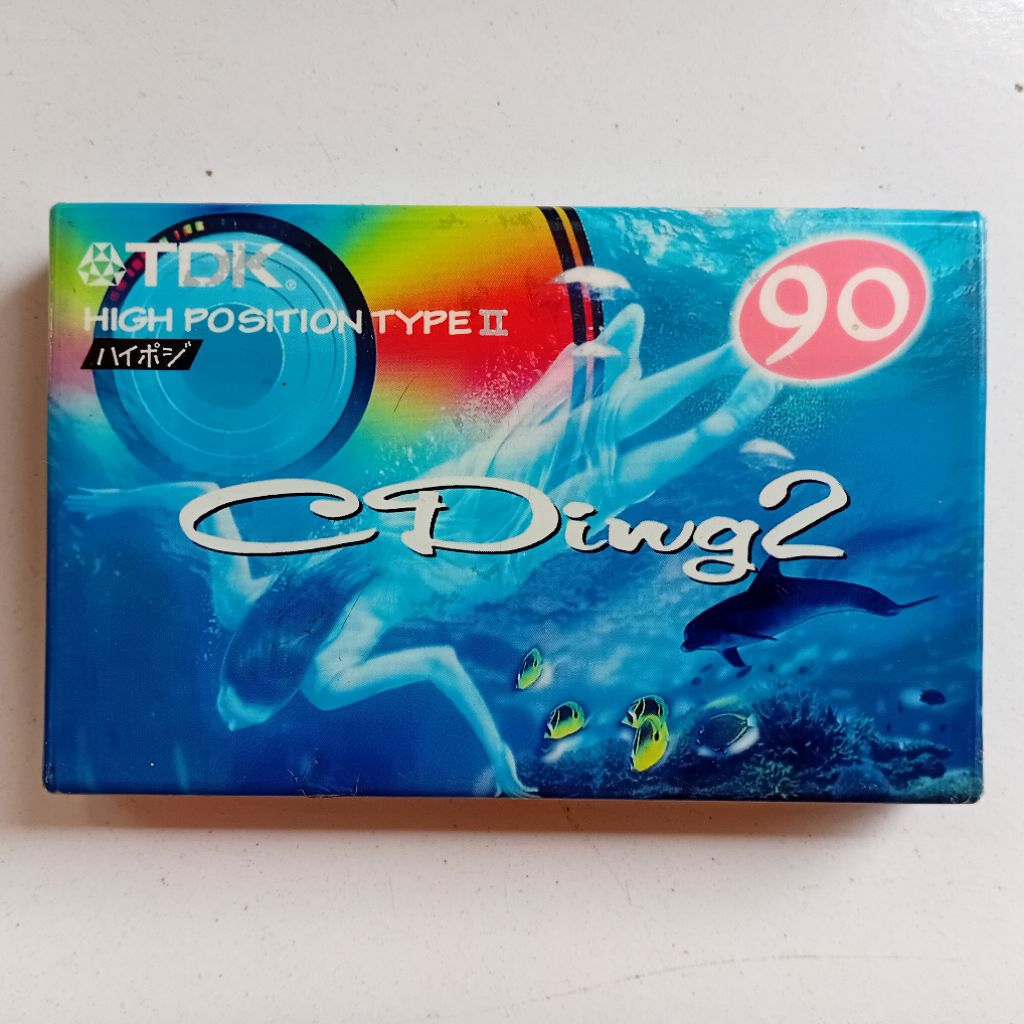 TDK®
HIGH POSITION TYPE II
ハイポジ
90
CDing2